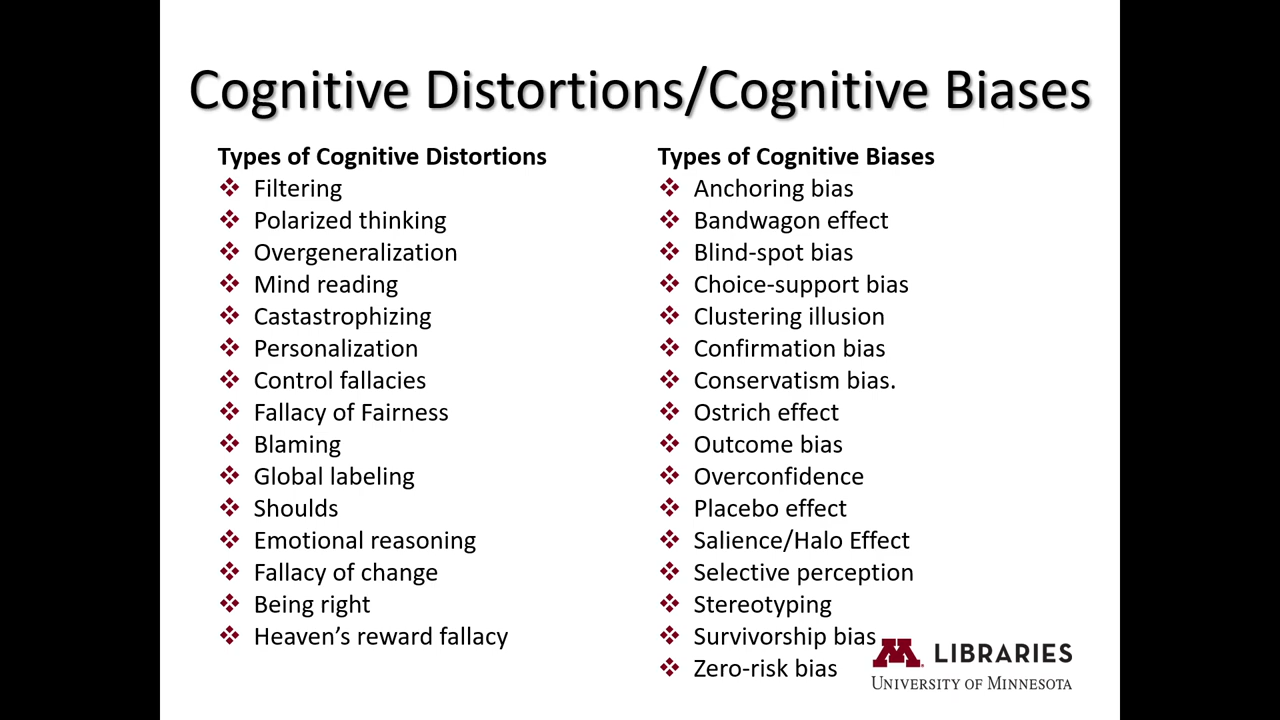 Cognitive Distortions/Cognitive Biases
Types of Cognitive Distortions
Filtering
Polarized thinking
Overgeneralization
Mind reading
Castastrophizing
Personalization
Control fallacies
Fallacy of Fairness
Blaming
Global labeling
Shoulds
Emotional reasoning
Fallacy of change
Being right
Heaven’s reward fallacy
Types of Cognitive Biases
Anchoring bias
Bandwagon effect
Blind-spot bias
Choice-support bias
Clustering illusion
Confirmation bias
Conservatism bias.
Ostrich effect
Outcome bias
Overconfidence
Placebo effect
Salience/Halo Effect
Selective perception
Stereotyping
Survivorship bias
Zero-risk bias
M LIBRARIES
UNIVERSITY OF MINNESOTA